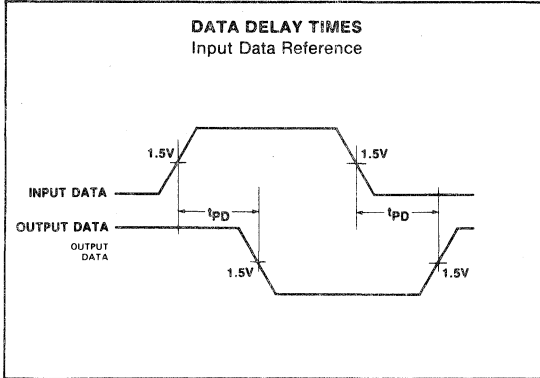 DATA DELAY TIMES
Input Data Reference
1.5V
1.5V
INPUT DATA
tPD
tPD
OUTPUT DATA
OUTPUT
DATA
1.5V
1.5V